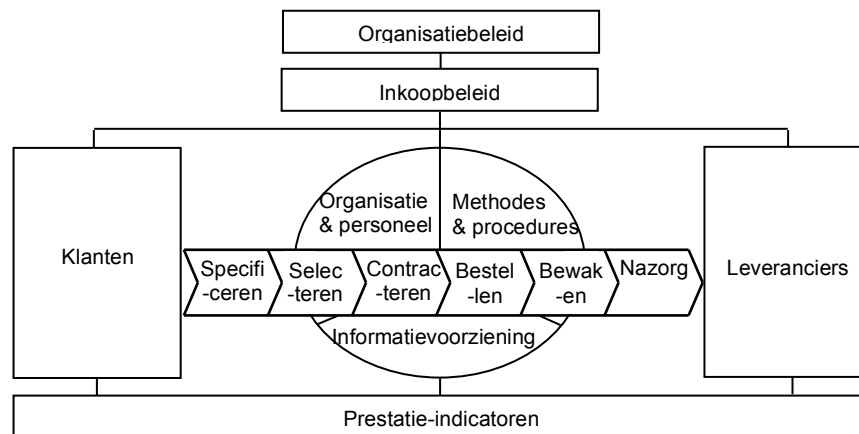 Organisatiebeleid
Inkoopbeleid
Organisatie
& personeel
Methodes
& procedures
Klanten
Specifi
-ceren
Selec
-teren
Contrac
-teren
Bestel
-len
Bewak
-en
Nazorg
Leveranciers
Informatievoorziening
Prestatie-indicatoren